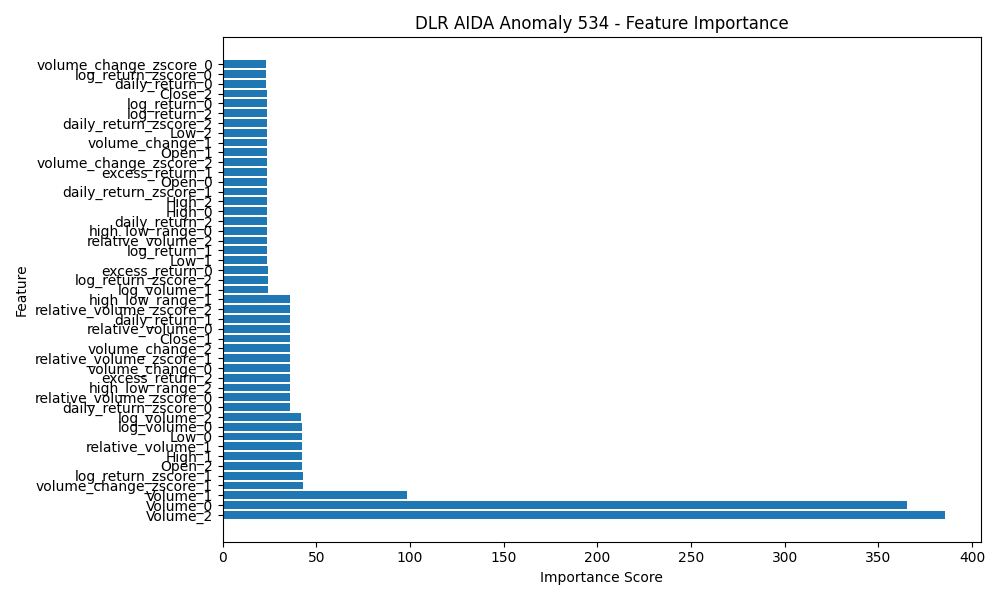 DLR AIDA Anomaly 534 - Feature Importance
volume_change_zscore_0
log_return_zscore_0
daily_return_0
Close_2
log_return_0
log_return_2
daily_return_zscore_2
Low_2
volume_change_1
Open_1
volume_change_zscore_2
excess_return_1
Open_0
daily_return_zscore_1
High_2
High_0
daily_return_2
high_low_range_0
relative_volume_2
log_return_1
Low_1
excess_return_0
log_return_zscore_2
log_volume_1
high_low_range_1
relative_volume_zscore_2
daily_return_1
relative_volume_0
Close_1
volume_change_2
relative_volume_zscore_1
volume_change_0
excess_return_2
high_low_range_2
relative_volume_zscore_0
daily_return_zscore_0
log_volume_2
log_volume_0
Low_0
relative_volume_1
High_1
Open_2
log_return_zscore_1
volume_change_zscore_1
Volume_1
Volume_0
Volume_2
Feature
0 50 100 150 200 250 300 350 400
Importance Score